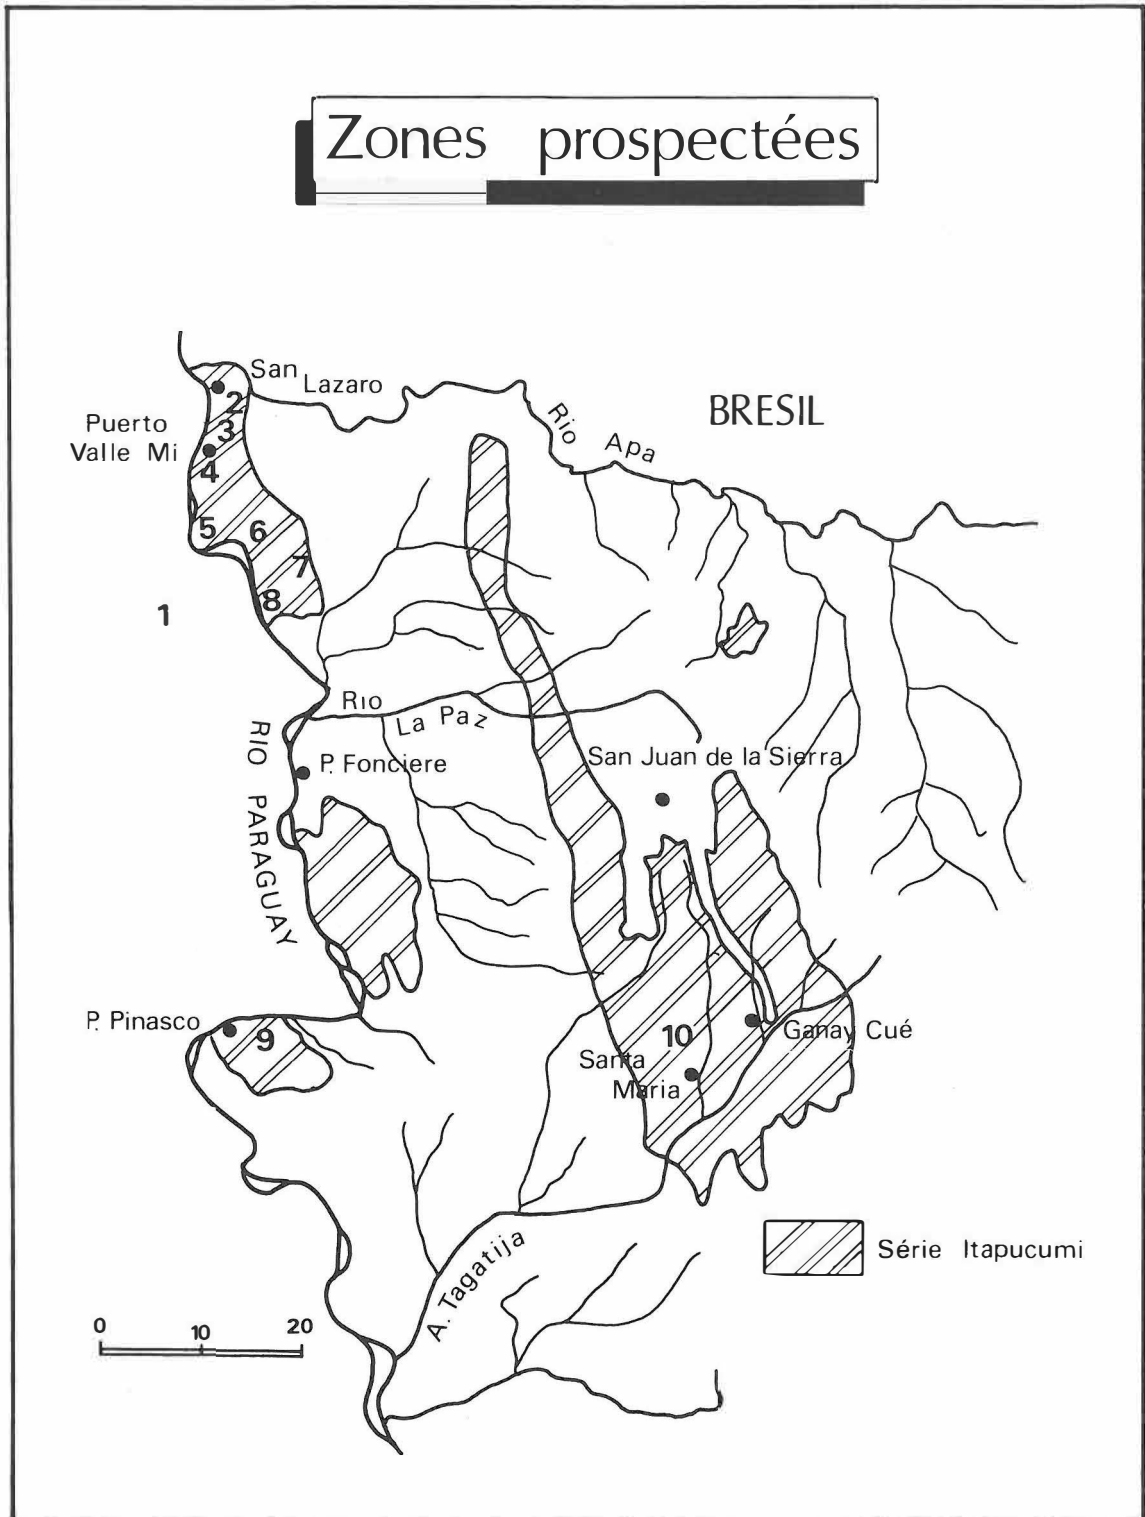 Zones prospectées
San
Lazaro
BRESIL
Rio
Apa
Puerto
Valle Mi
2
3
4
5
6
7
8
1
Rio
La Paz
San Juan de la Sierra
P. Fonciere
RIO PARAGUAY
P. Pinasco
9
10
Ganay Cué
Santa
Maria
Série Itapucumi
A. Tagatija
0 10 20